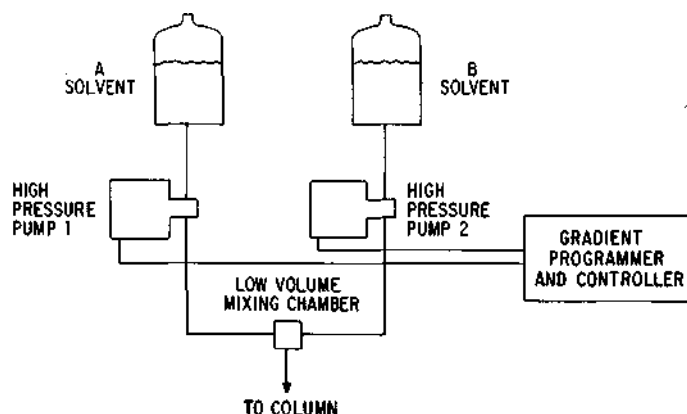 A
SOLVENT
B
SOLVENT
HIGH
PRESSURE
PUMP 1
HIGH
PRESSURE
PUMP 2
GRADIENT
PROGRAMMER
AND CONTROLLER
LOW VOLUME
MIXING CHAMBER
TO COLUMN